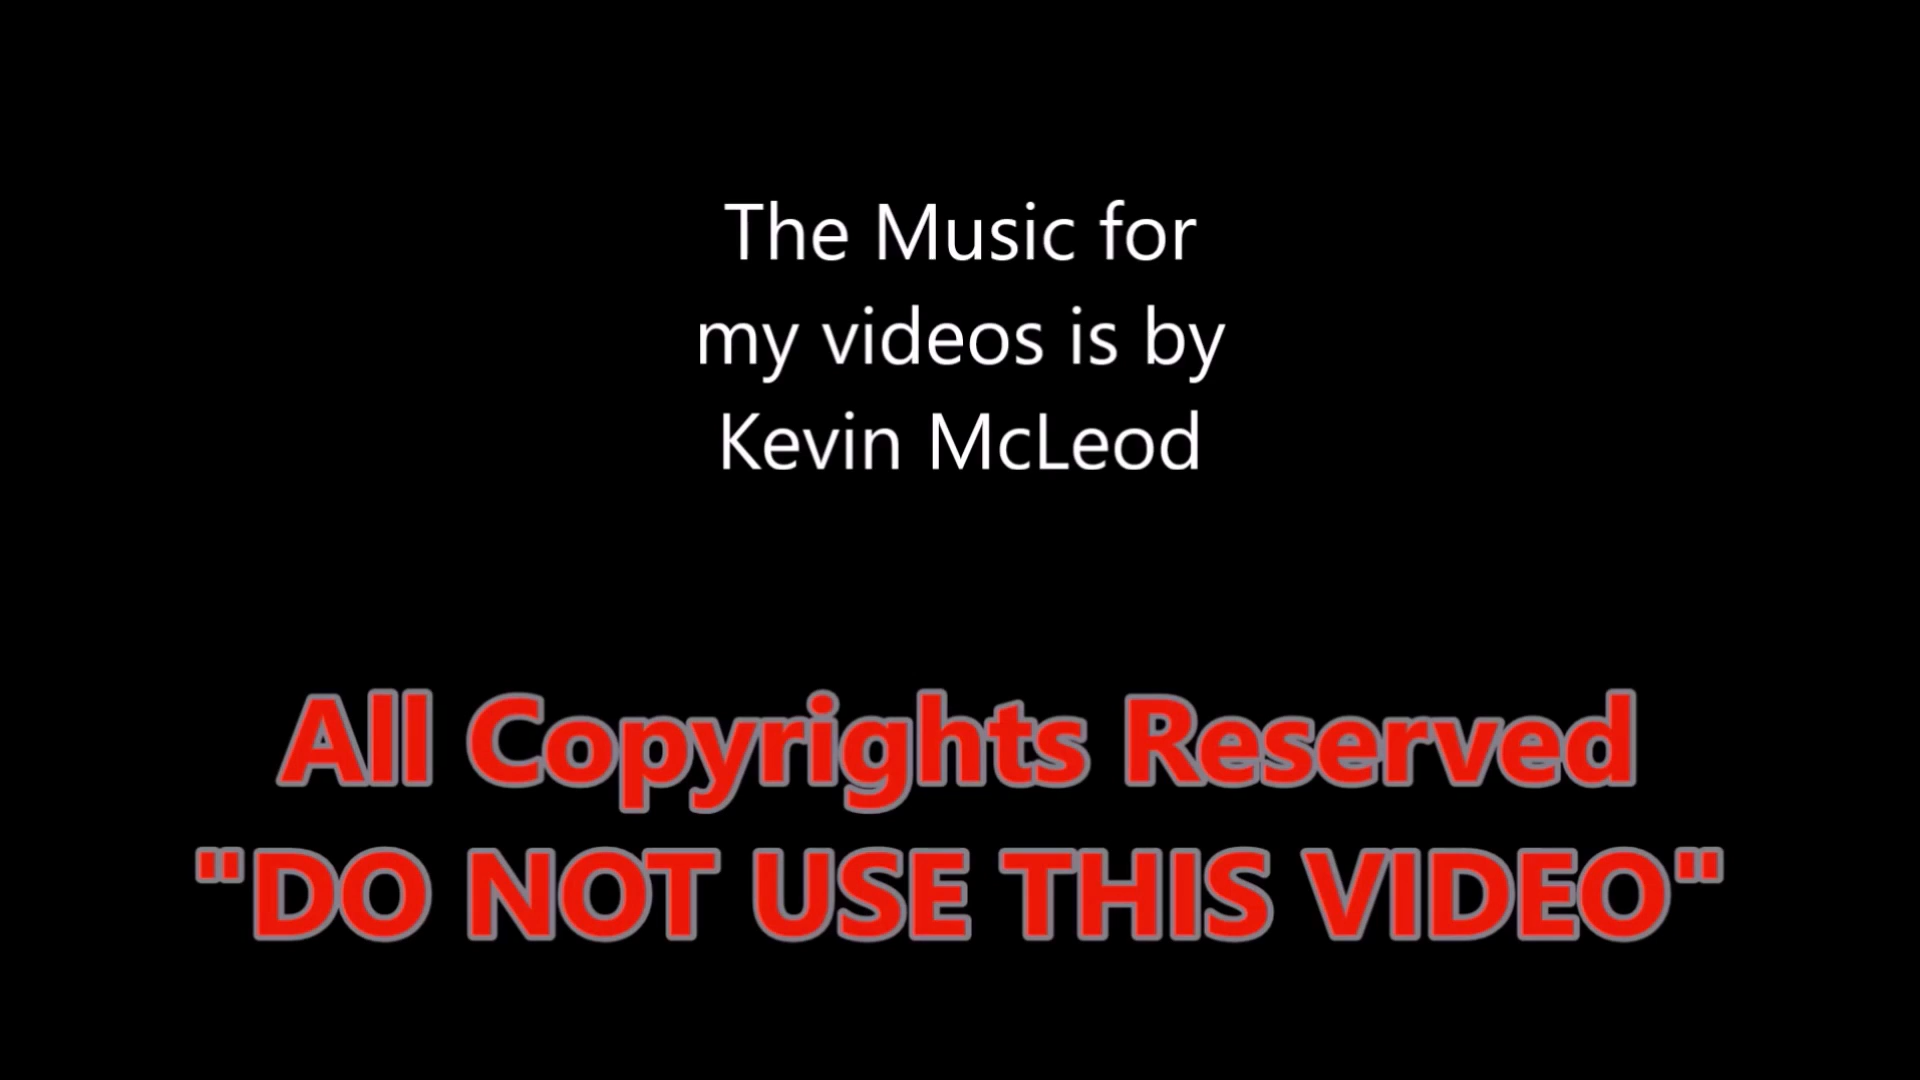 The Music for
my videos is by
Kevin McLeod
All Copyrights Reserved
"DO NOT USE THIS VIDEO"